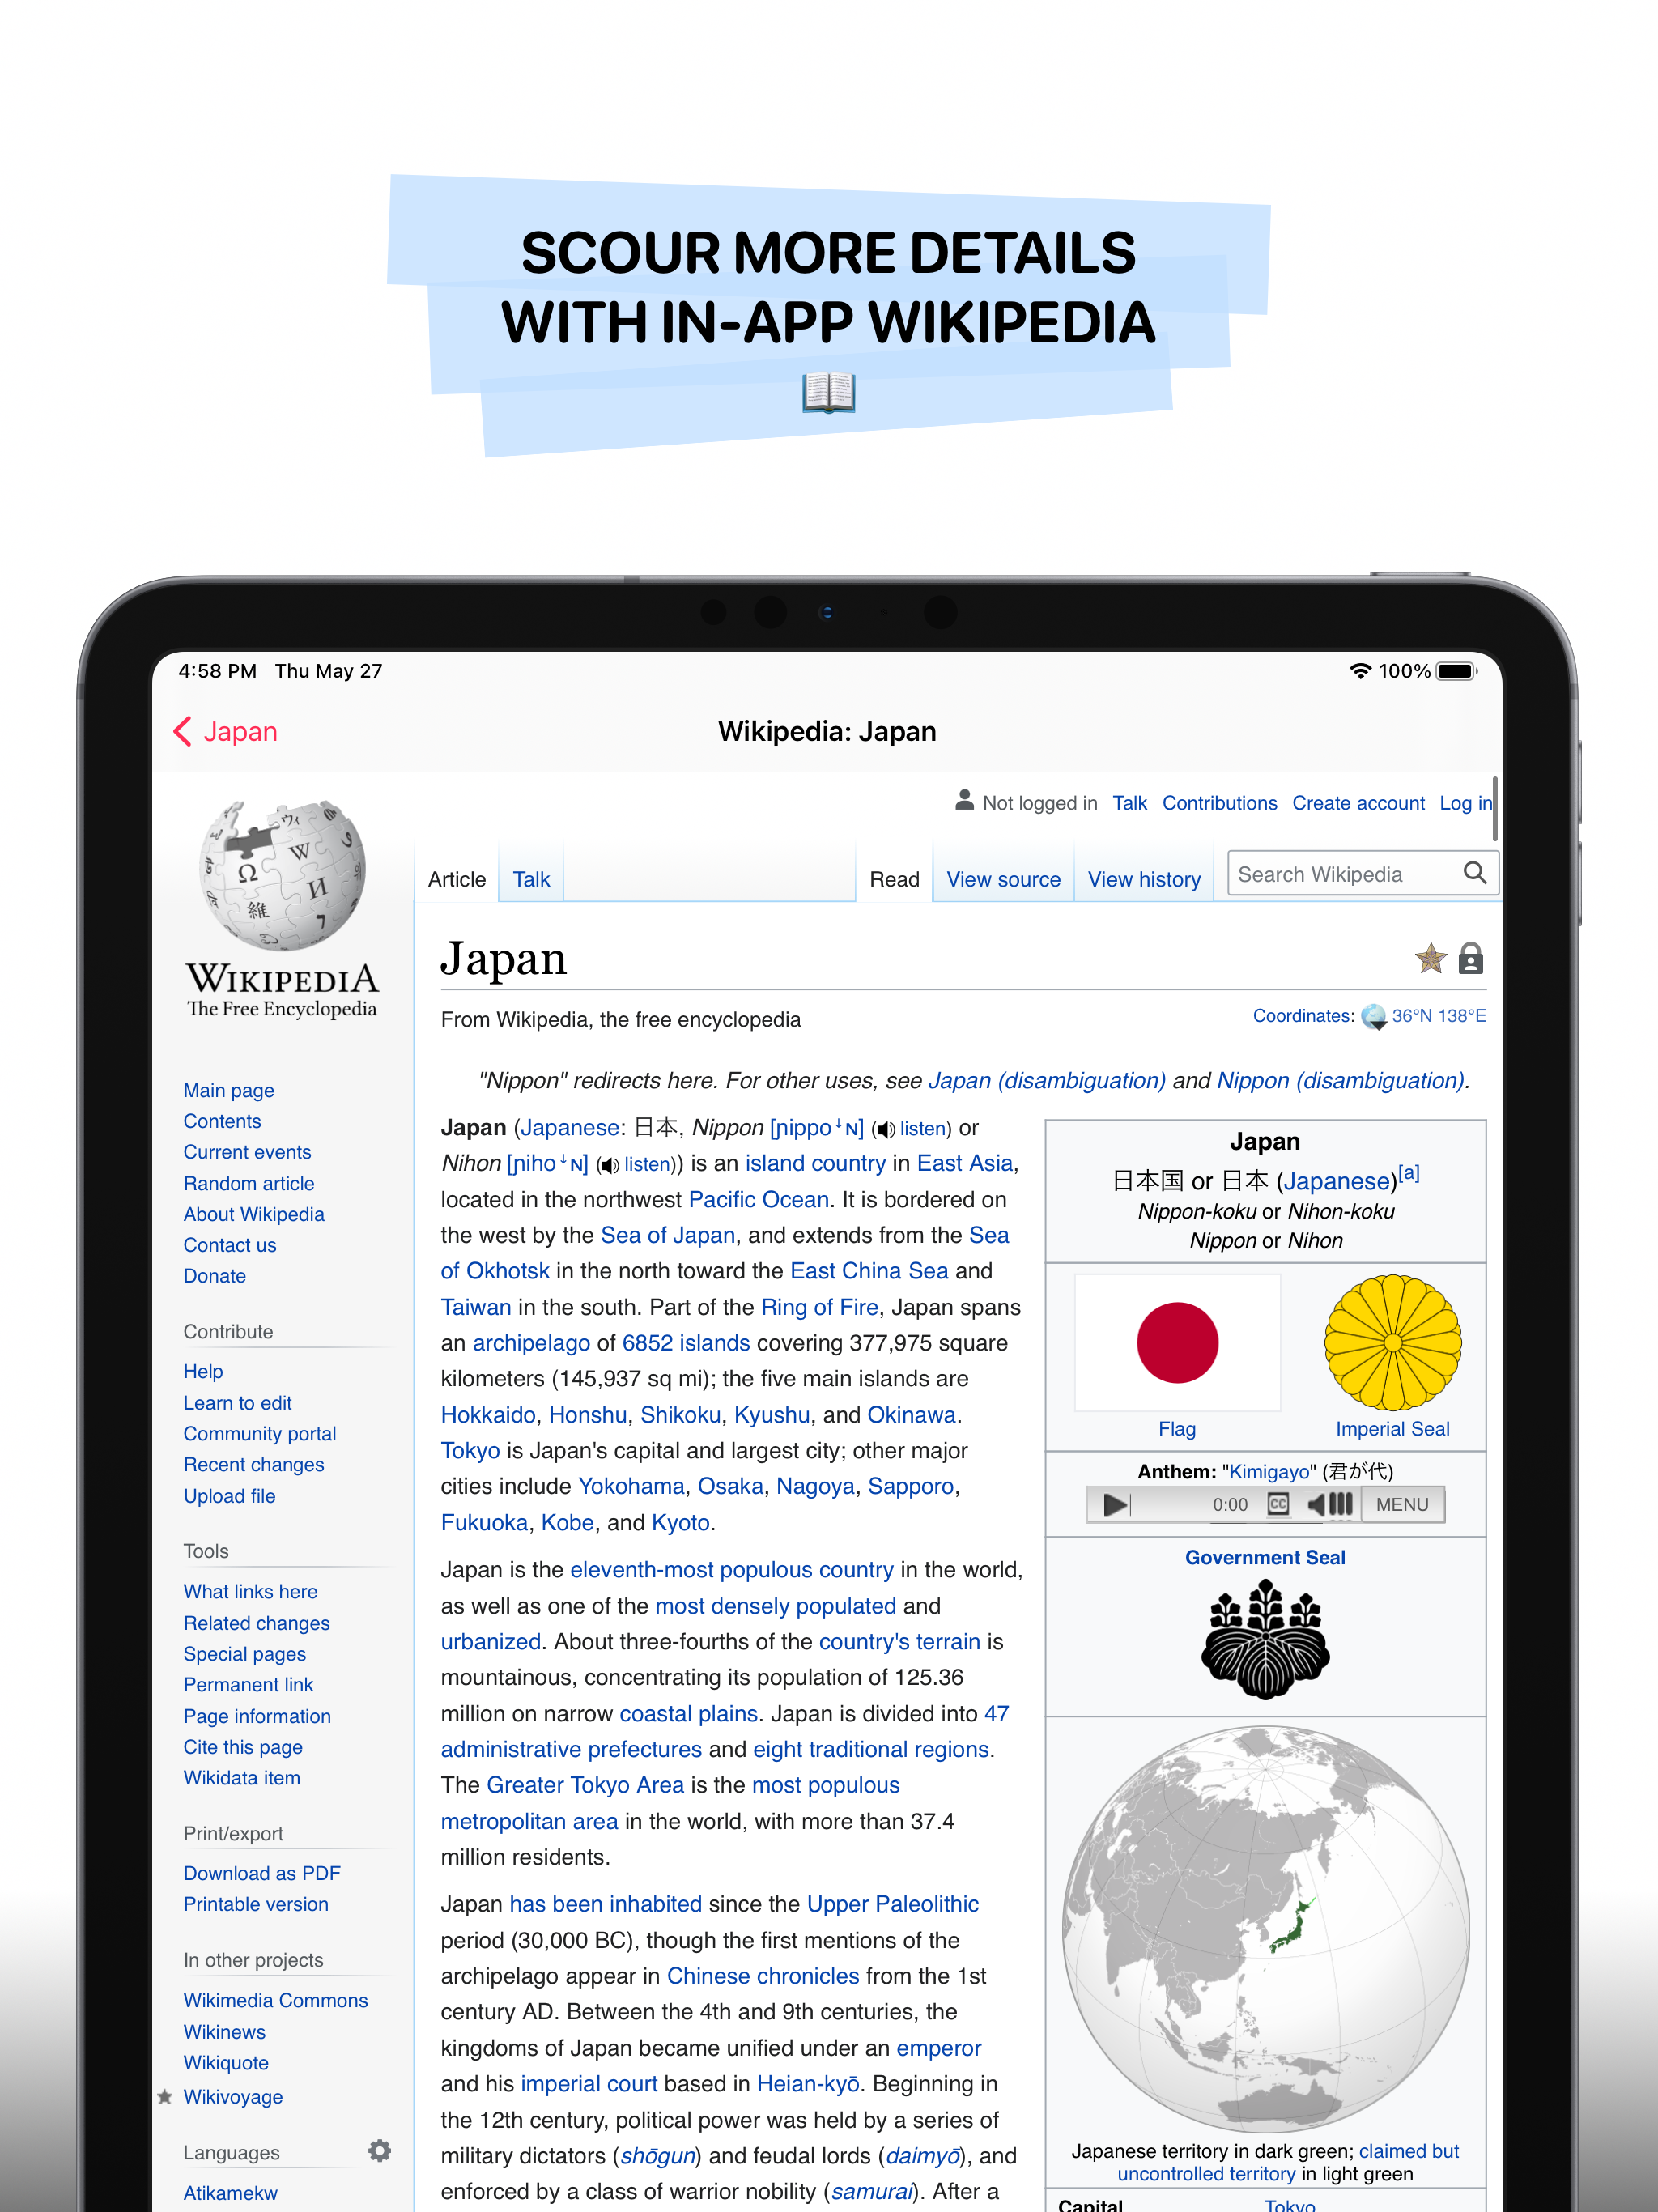 SCOUR MORE DETAILS
WITH IN-APP WIKIPEDIA
4:58 PM Thu May 27
100%
Japan
Wikipedia: Japan
Not logged in Talk Contributions Create account Log in
Article Talk Read View source View history Search Wikipedia
Ω W И 維 ウィ
WIKIPEDIA
The Free Encyclopedia
Main page
Contents
Current events
Random article
About Wikipedia
Contact us
Donate
Contribute
Help
Learn to edit
Community portal
Recent changes
Upload file
Tools
What links here
Related changes
Special pages
Permanent link
Page information
Cite this page
Wikidata item
Print/export
Download as PDF
Printable version
In other projects
Wikimedia Commons
Wikinews
Wikiquote
Wikivoyage
Languages
Atikamekw
Japan
From Wikipedia, the free encyclopedia
Coordinates: 36°N 138°E
"Nippon" redirects here. For other uses, see Japan (disambiguation) and Nippon (disambiguation).
Japan (Japanese: 日本, Nippon [ɲippoꜜɴ] (listen) or
Nihon [ɲihoꜜɴ] (listen)) is an island country in East Asia,
located in the northwest Pacific Ocean. It is bordered on
the west by the Sea of Japan, and extends from the Sea
of Okhotsk in the north toward the East China Sea and
Taiwan in the south. Part of the Ring of Fire, Japan spans
an archipelago of 6852 islands covering 377,975 square
kilometers (145,937 sq mi); the five main islands are
Hokkaido, Honshu, Shikoku, Kyushu, and Okinawa.
Tokyo is Japan's capital and largest city; other major
cities include Yokohama, Osaka, Nagoya, Sapporo,
Fukuoka, Kobe, and Kyoto.
Japan is the eleventh-most populous country in the world,
as well as one of the most densely populated and
urbanized. About three-fourths of the country's terrain is
mountainous, concentrating its population of 125.36
million on narrow coastal plains. Japan is divided into 47
administrative prefectures and eight traditional regions.
The Greater Tokyo Area is the most populous
metropolitan area in the world, with more than 37.4
million residents.
Japan has been inhabited since the Upper Paleolithic
period (30,000 BC), though the first mentions of the
archipelago appear in Chinese chronicles from the 1st
century AD. Between the 4th and 9th centuries, the
kingdoms of Japan became unified under an emperor
and his imperial court based in Heian-kyō. Beginning in
the 12th century, political power was held by a series of
military dictators (shōgun) and feudal lords (daimyō), and
enforced by a class of warrior nobility (samurai). After a
Japan
日本国 or 日本 (Japanese)[a]
Nippon-koku or Nihon-koku
Nippon or Nihon
Flag Imperial Seal
Anthem: "Kimigayo" (君が代)
0:00 CC MENU
Government Seal
Japanese territory in dark green; claimed but
uncontrolled territory in light green
Capital Tokyo